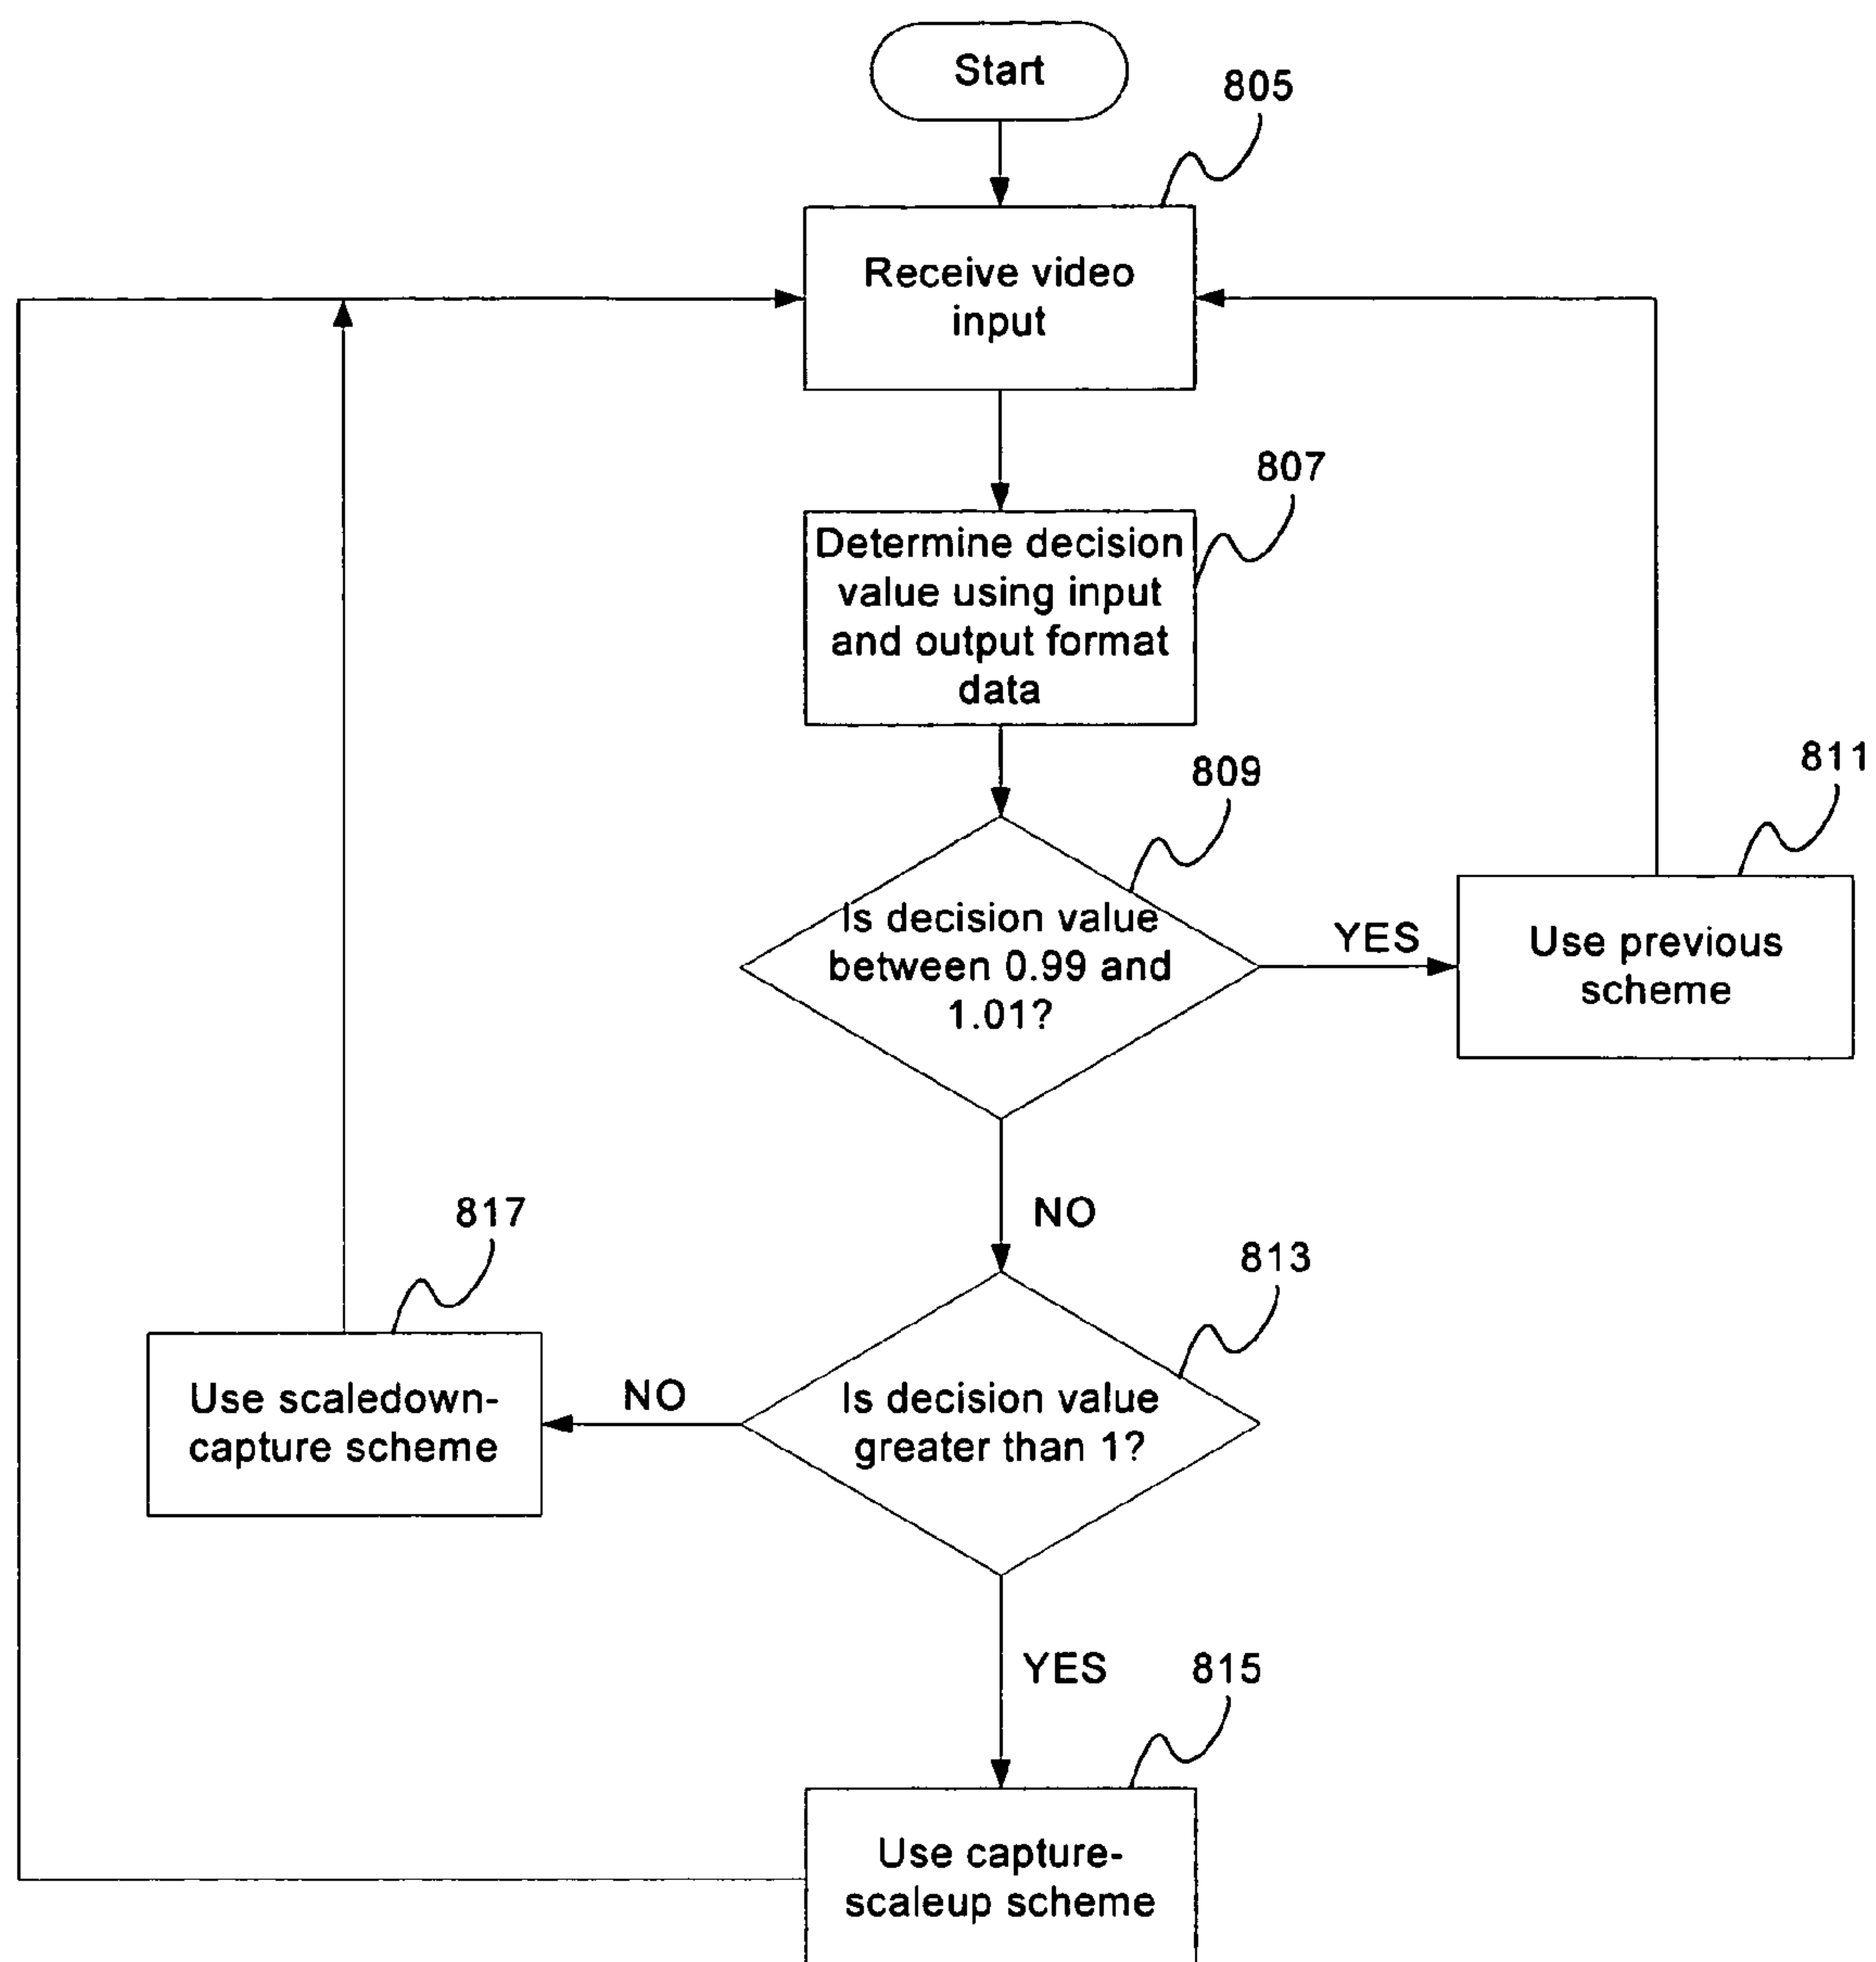 Start
805
Receive video
input
807
Determine decision
value using input
and output format
data
809
811
Is decision value
between 0.99 and
1.01?
YES
Use previous
scheme
NO
817
813
Use scaledown-
capture scheme
NO
Is decision value
greater than 1?
YES
815
Use capture-
scaleup scheme